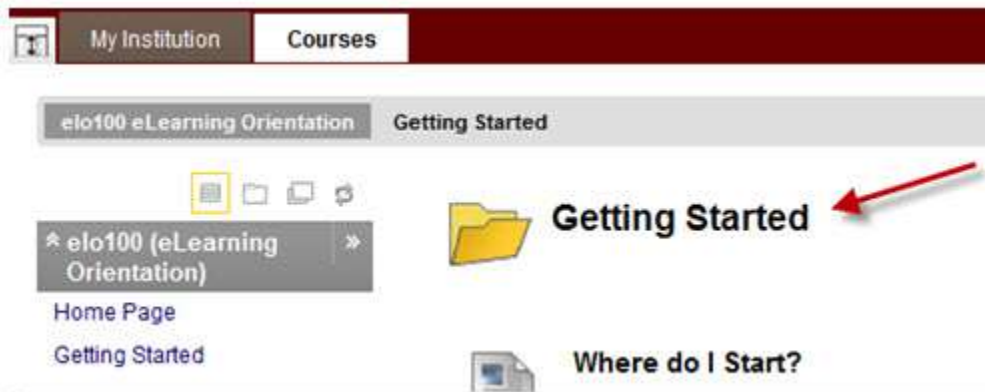 My Institution Courses
elo100 eLearning Orientation Getting Started
Getting Started
elo100 (eLearning
Orientation)
Home Page
Getting Started
Where do I Start?